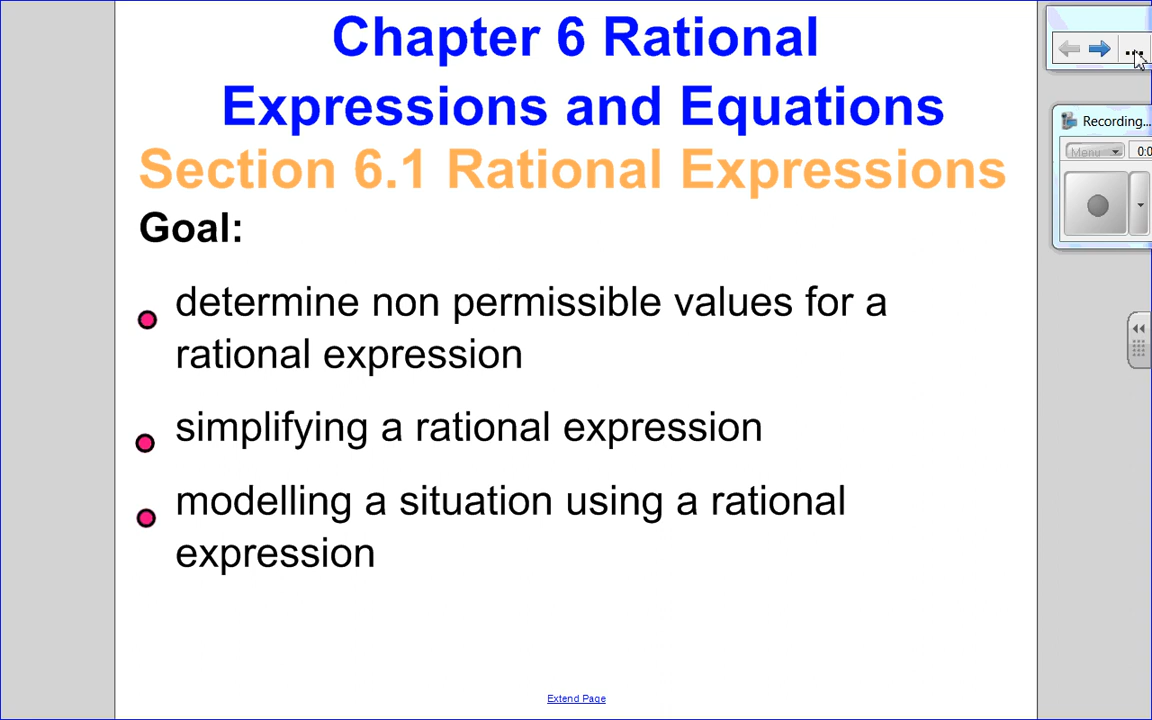 Chapter 6 Rational
Expressions and Equations
Section 6.1 Rational Expressions
Goal:
determine non permissible values for a
rational expression
simplifying a rational expression
modelling a situation using a rational
expression
Extend Page
...
Recording...
Menu
0:0